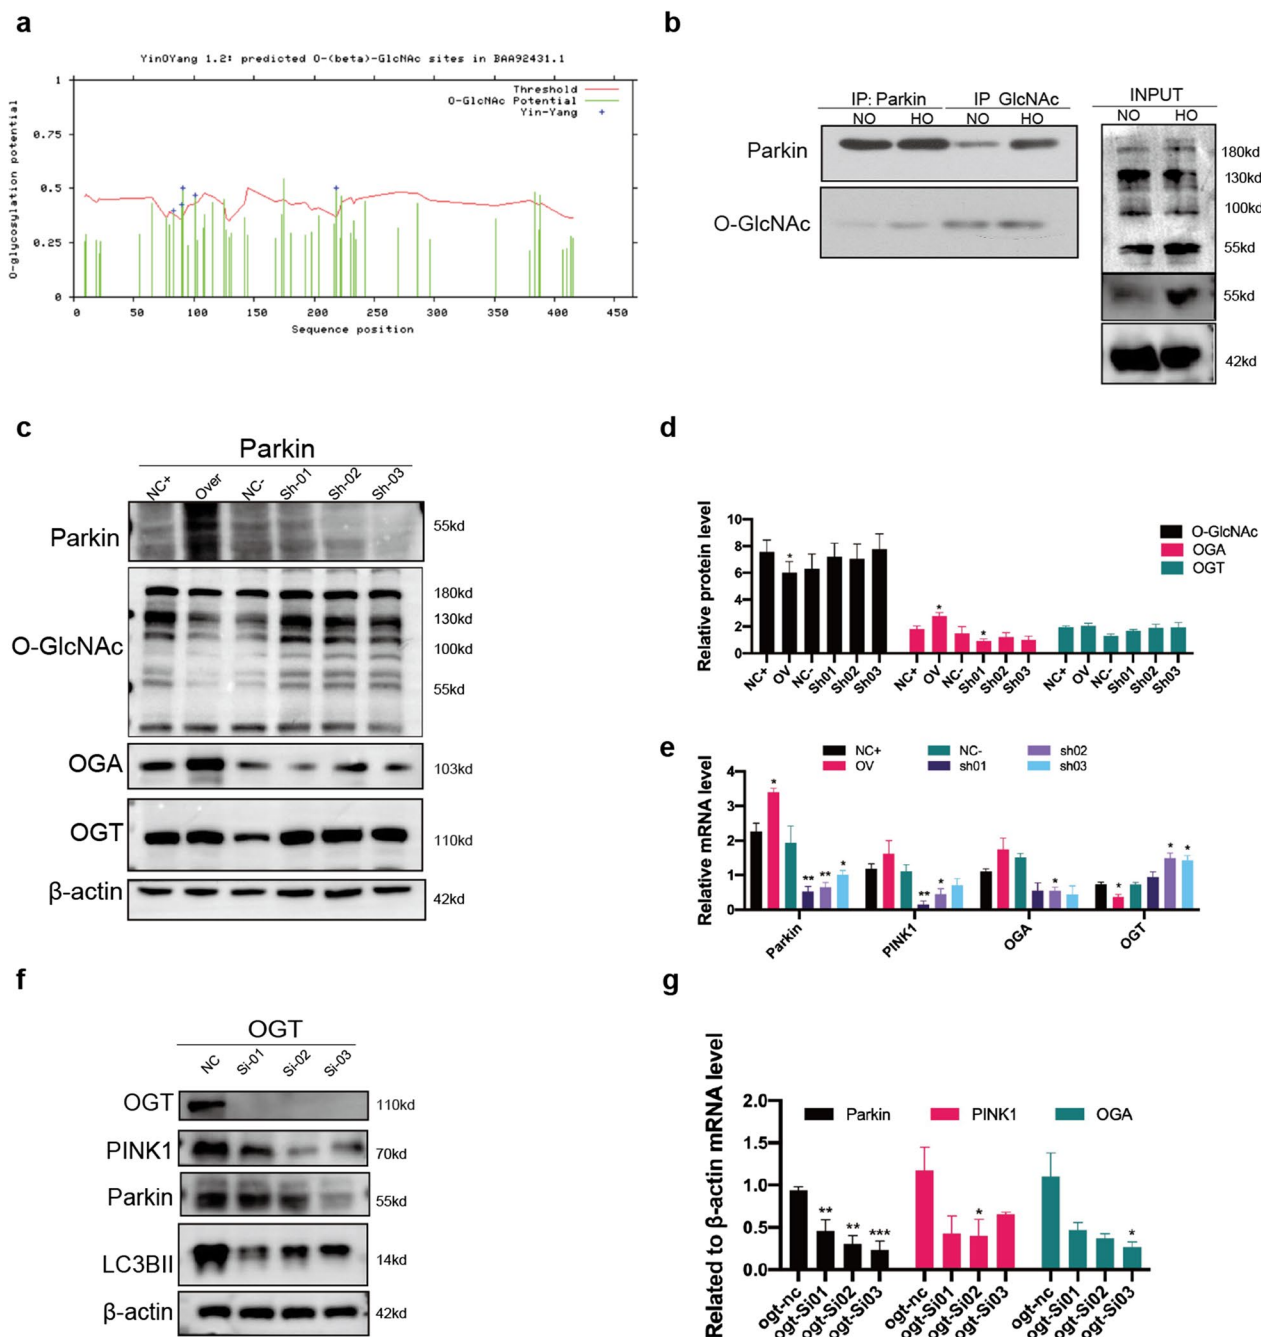 a
YinOYang 1.2: predicted O-(beta)-GlcNAc sites in BAA92431.1
Threshold
O-GlcNAc Potential
Yin-Yang
1
0.75
0.5
0.25
0
O-glycosylation potential
0 50 100 150 200 250 300 350 400 450
Sequence position
b
IP: Parkin IP GlcNAc
NO HO NO HO
Parkin
O-GlcNAc
INPUT
NO HO
180kd
130kd
100kd
55kd
55kd
42kd
c
Parkin
NC+ Over NC- Sh-01 Sh-02 Sh-03
Parkin
55kd
O-GlcNAc
180kd
130kd
100kd
55kd
OGA
103kd
OGT
110kd
β-actin
42kd
d
Relative protein level
10
8
6
4
2
0
* * *
O-GlcNAc
OGA
OGT
NC+ OV NC- Sh01 Sh02 Sh03
NC+ OV NC- Sh01 Sh02 Sh03
NC+ OV NC- Sh01 Sh02 Sh03
e
NC+ NC- sh02
OV sh01 sh03
Relative mRNA level
4
3
2
1
0
* ** ** * ** * * * * *
Parkin PINK1 OGA OGT
f
OGT
NC Si-01 Si-02 Si-03
OGT
110kd
PINK1
70kd
Parkin
55kd
LC3BII
14kd
β-actin
42kd
g
Related to β-actin mRNA level
2.0
1.5
1.0
0.5
0.0
Parkin PINK1 OGA
** ** *** * *
ogt-nc ogt-Si01 ogt-Si02 ogt-Si03
ogt-nc ogt-Si01 ogt-Si02 ogt-Si03
ogt-nc ogt-Si01 ogt-Si02 ogt-Si03